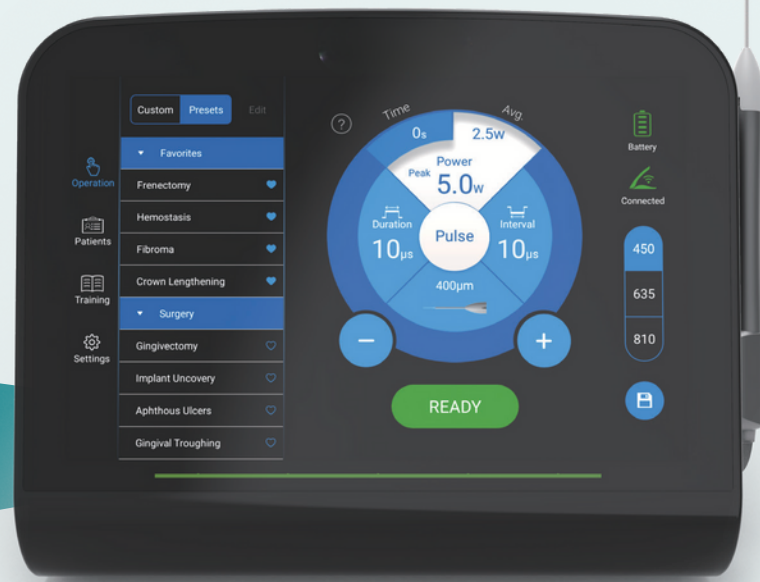 Operation
Patients
Training
Settings
Custom Presets Edit
Favorites
Frenectomy
Hemostasis
Fibroma
Crown Lengthening
Surgery
Gingivectomy
Implant Uncovery
Aphthous Ulcers
Gingival Troughing
?
Time
Avg.
0s
2.5w
Power
Peak
5.0w
Duration
10µs
Pulse
Interval
10µs
400µm
−
+
READY
Battery
Connected
450
635
810